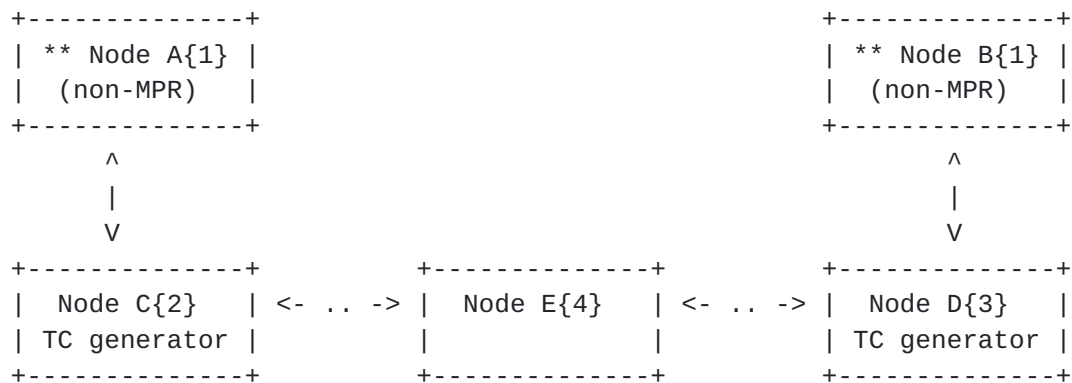 +--------------+                                   +--------------+
| ** Node A{1} |                                   | ** Node B{1} |
|  (non-MPR)   |                                   |  (non-MPR)   |
+--------------+                                   +--------------+
      ^                                                   ^
      |                                                   |
      V                                                   V
+--------------+         +--------------+          +--------------+
|  Node C{2}   | <- .. -> |  Node E{4}   | <- .. -> |  Node D{3}   |
| TC generator |         |              |          | TC generator |
+--------------+         +--------------+          +--------------+